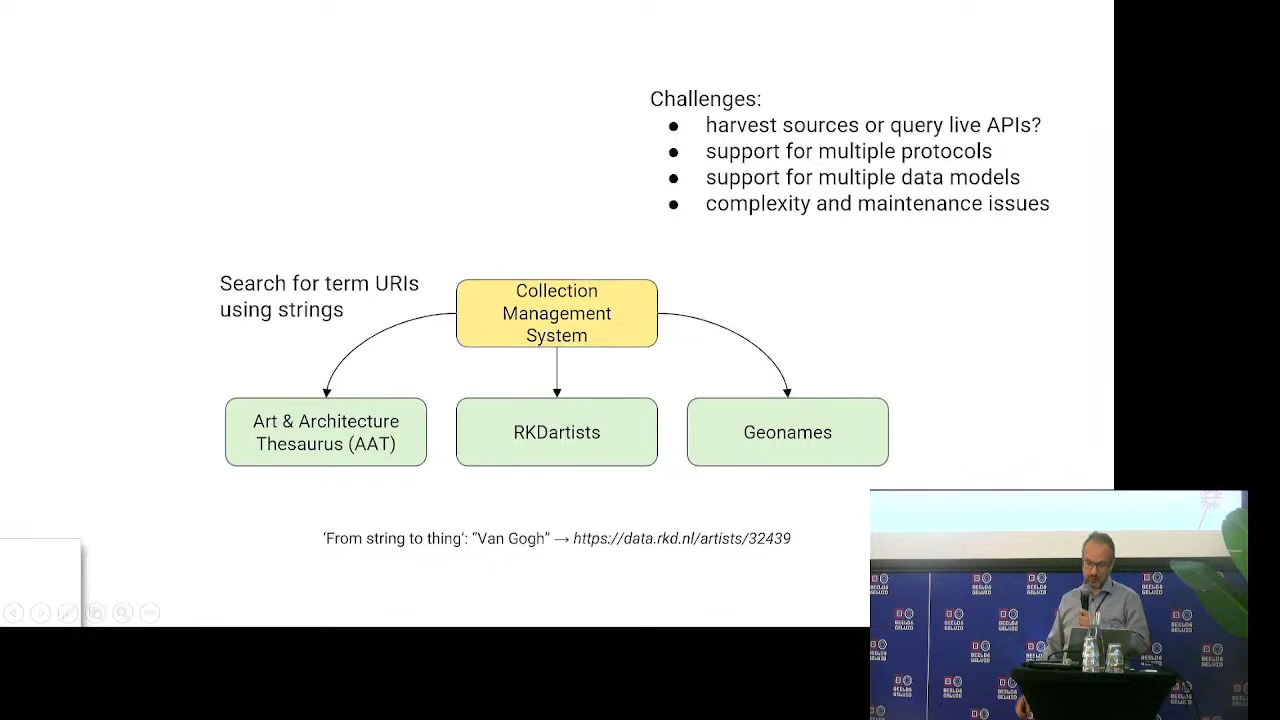 Challenges:
● harvest sources or query live APIs?
● support for multiple protocols
● support for multiple data models
● complexity and maintenance issues
Search for term URIs
using strings
Collection
Management
System
Art & Architecture
Thesaurus (AAT)
RKDartists
Geonames
‘From string to thing’: “Van Gogh” → https://data.rkd.nl/artists/32439
BEELD&
GELUID